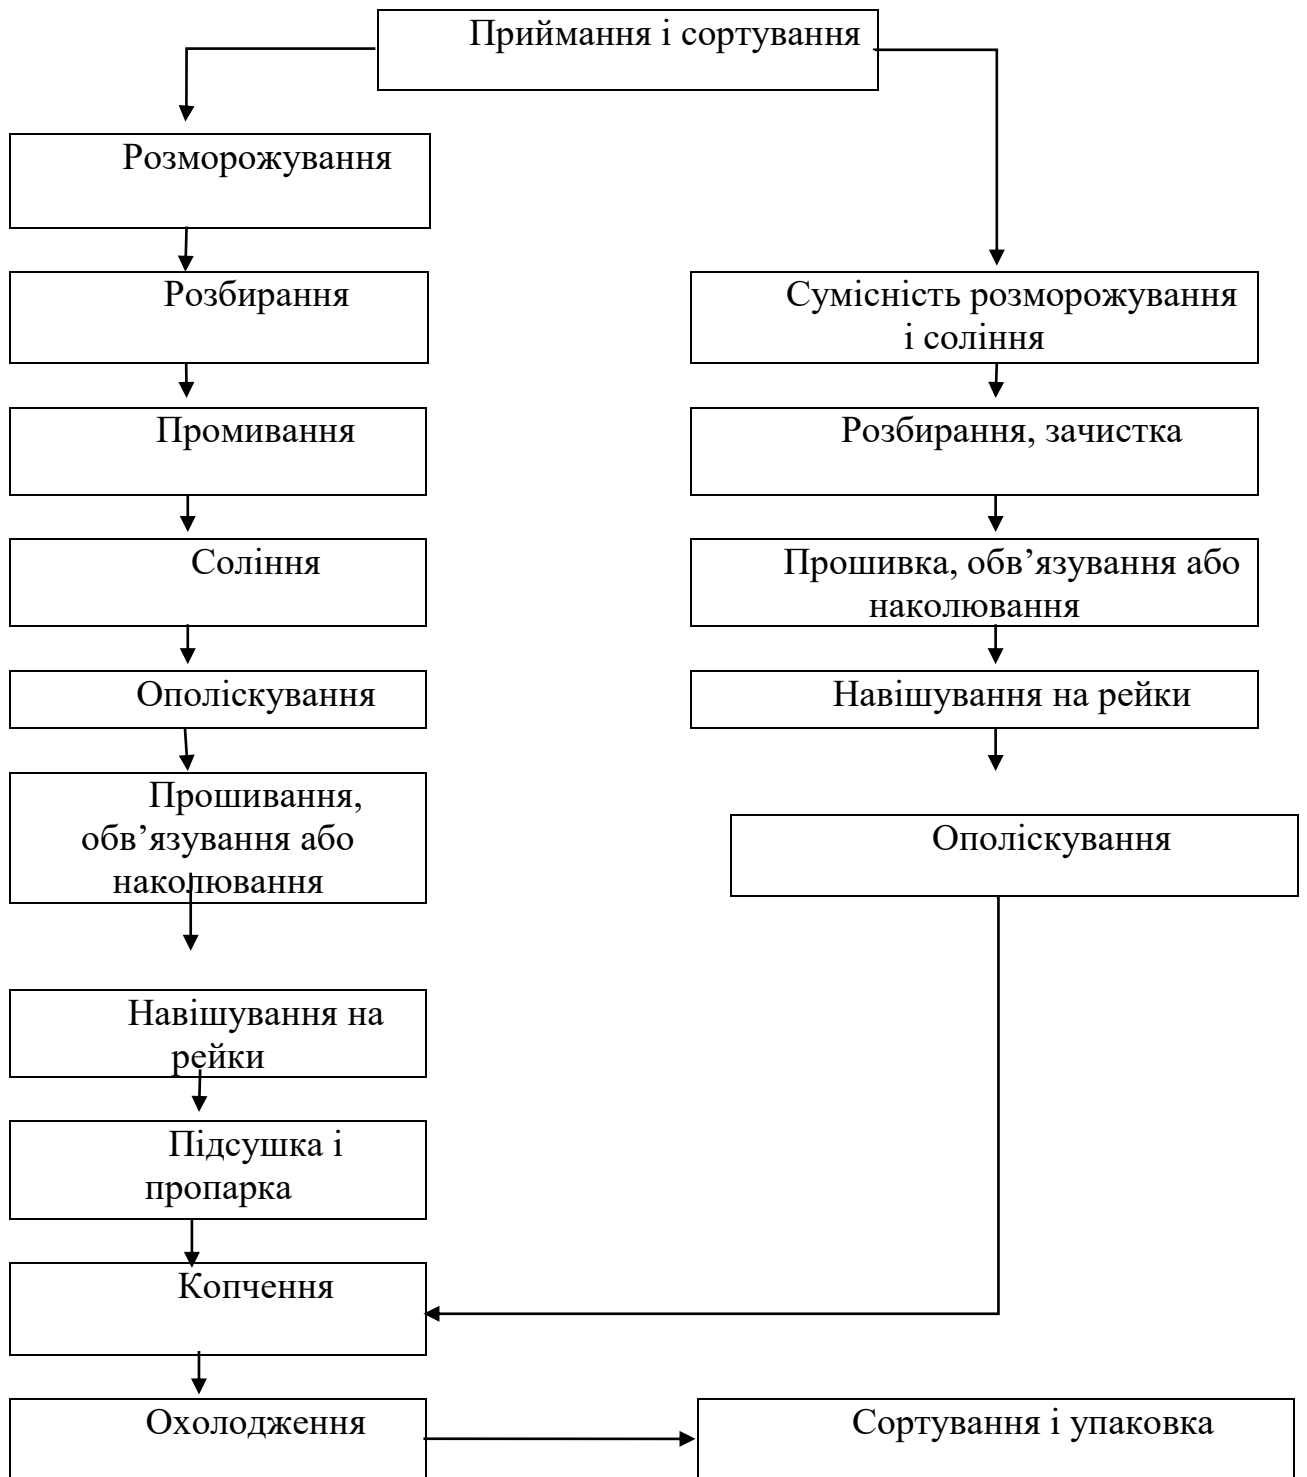 Приймання і сортування
Розморожування
Розбирання
Промивання
Соління
Ополіскування
Прошивання,
обв’язування або
наколювання
Навішування на
рейки
Підсушка і
пропарка
Копчення
Охолодження
Сумісність розморожування
і соління
Розбирання, зачистка
Прошивка, обв’язування або
наколювання
Навішування на рейки
Ополіскування
Сортування і упаковка